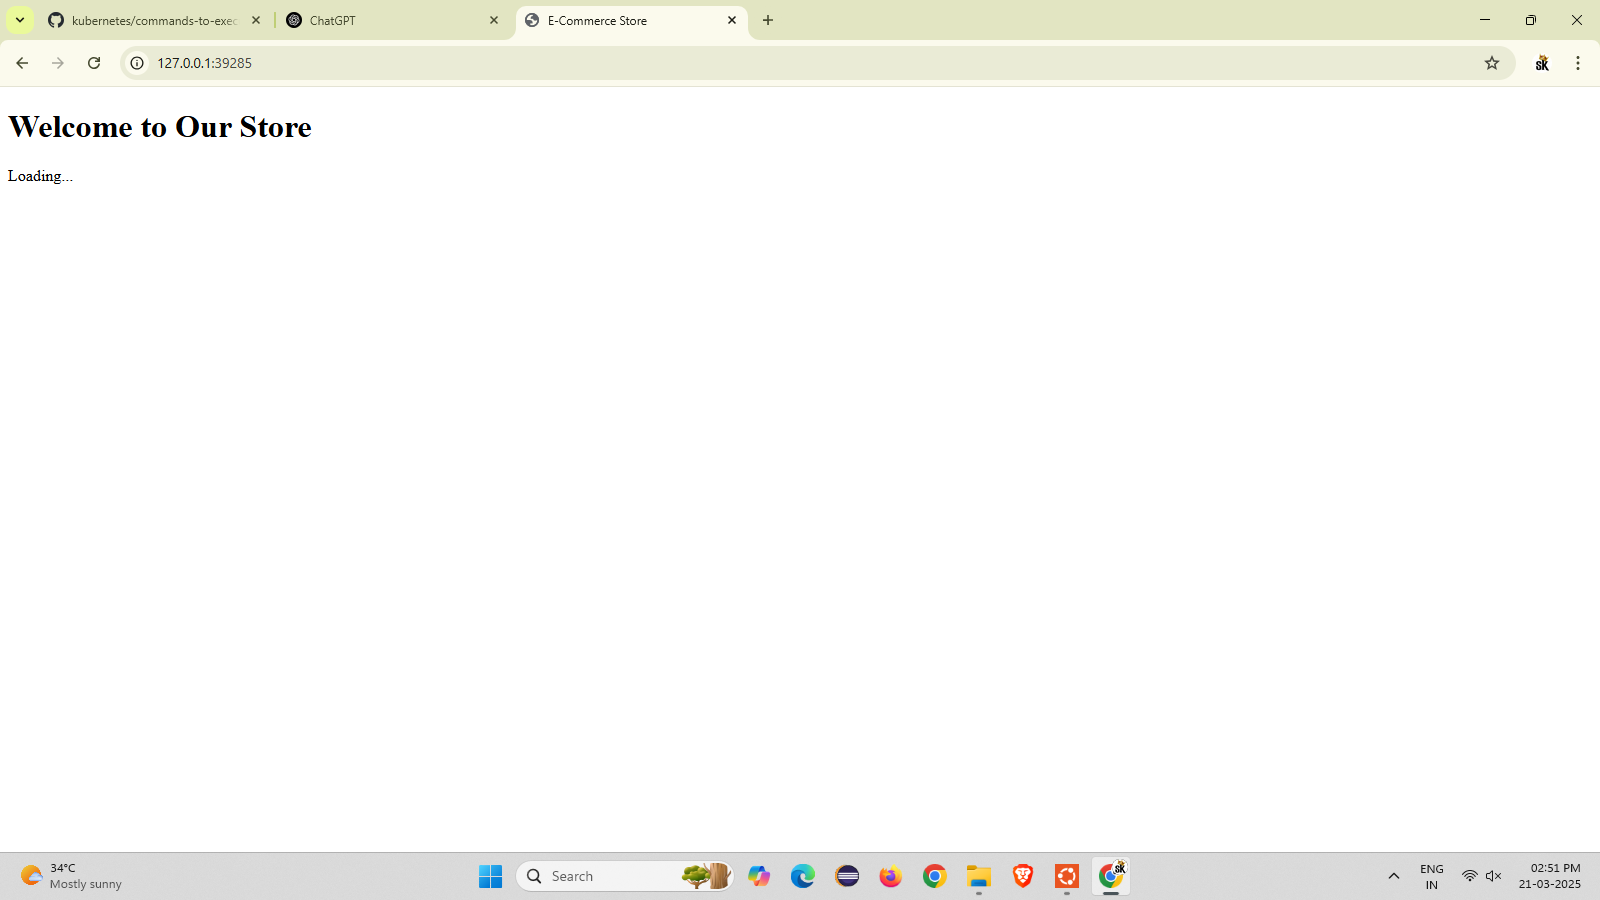 kubernetes/commands-to-exec
ChatGPT
E-Commerce Store
127.0.0.1:39285
SK
Welcome to Our Store
Loading...
34°C
Mostly sunny
Search
SK
ENG
IN
02:51 PM
21-03-2025